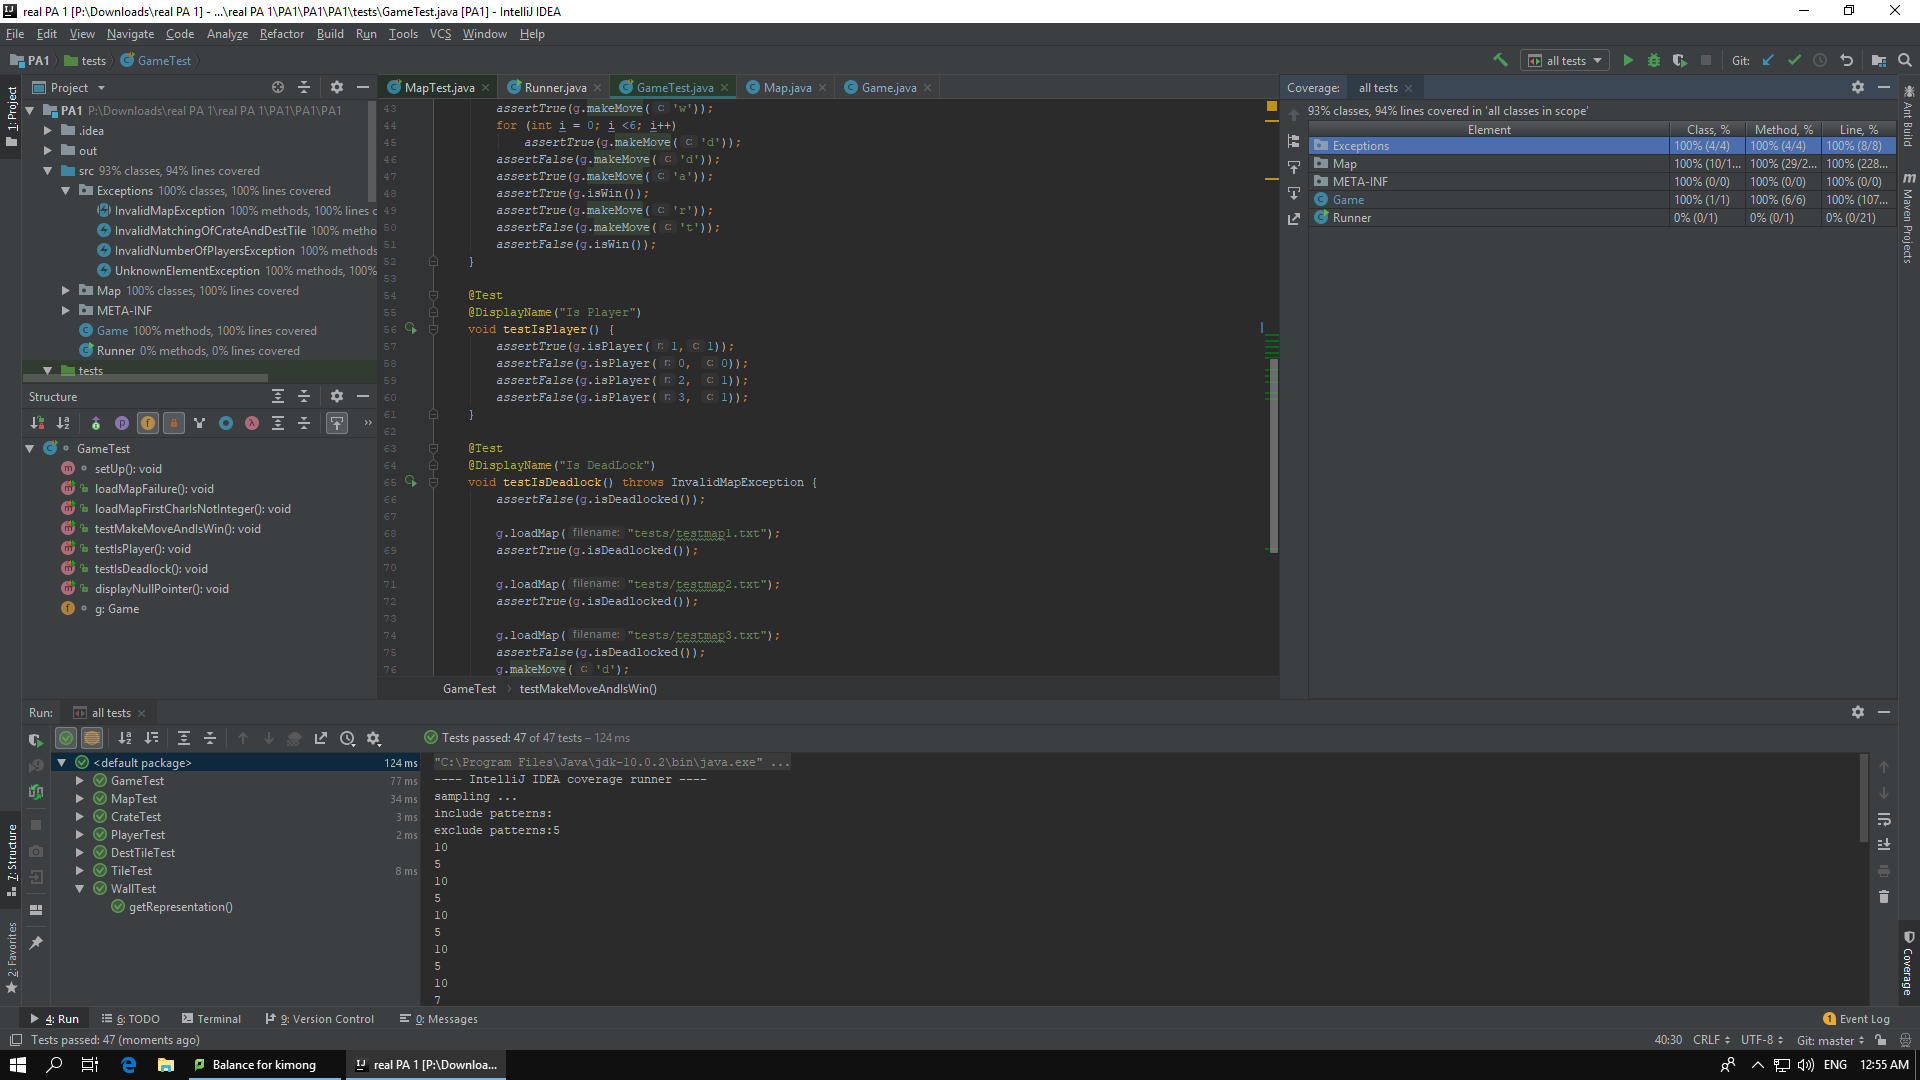 real PA 1 [P:\Downloads\real PA 1] - ...\real PA 1\PA1\PA1\PA1\tests\GameTest.java [PA1] - IntelliJ IDEA
File Edit View Navigate Code Analyze Refactor Build Run Tools VCS Window Help
PA1 tests GameTest
all tests Git:
1: Project
Project
PA1 P:\Downloads\real PA 1\real PA 1\PA1\PA1\PA1
.idea
out
src 93% classes, 94% lines covered
Exceptions 100% classes, 100% lines covered
InvalidMapException 100% methods, 100% lines c
InvalidMatchingOfCrateAndDestTile 100% metho
InvalidNumberOfPlayersException 100% methods
UnknownElementException 100% methods, 100%
Map 100% classes, 100% lines covered
META-INF
Game 100% methods, 100% lines covered
Runner 0% methods, 0% lines covered
tests
Structure
GameTest
setUp(): void
loadMapFailure(): void
loadMapFirstCharIsNotInteger(): void
testMakeMoveAndIsWin(): void
testIsPlayer(): void
testIsDeadlock(): void
displayNullPointer(): void
g: Game
MapTest.java Runner.java GameTest.java Map.java Game.java
43 assertTrue(g.makeMove( c: 'w'));
44 for (int i = 0; i <6; i++)
45 assertTrue(g.makeMove( c: 'd'));
46 assertFalse(g.makeMove( c: 'd'));
47 assertTrue(g.makeMove( c: 'a'));
48 assertTrue(g.isWin());
49 assertTrue(g.makeMove( c: 'r'));
50 assertFalse(g.makeMove( c: 't'));
51 assertFalse(g.isWin());
52 }
53
54 @Test
55 @DisplayName("Is Player")
56 void testIsPlayer() {
57 assertTrue(g.isPlayer( r: 1, c: 1));
58 assertFalse(g.isPlayer( r: 0, c: 0));
59 assertFalse(g.isPlayer( r: 2, c: 1));
60 assertFalse(g.isPlayer( r: 3, c: 1));
61 }
62
63 @Test
64 @DisplayName("Is DeadLock")
65 void testIsDeadlock() throws InvalidMapException {
66 assertFalse(g.isDeadlocked());
67
68 g.loadMap( filename: "tests/testmap1.txt");
69 assertTrue(g.isDeadlocked());
70
71 g.loadMap( filename: "tests/testmap2.txt");
72 assertTrue(g.isDeadlocked());
73
74 g.loadMap( filename: "tests/testmap3.txt");
75 assertFalse(g.isDeadlocked());
76 g.makeMove( c: 'd');
GameTest testMakeMoveAndIsWin()
Coverage: all tests
93% classes, 94% lines covered in 'all classes in scope'
Element Class, % Method, % Line, %
Exceptions 100% (4/4) 100% (4/4) 100% (8/8)
Map 100% (10/1... 100% (29/2... 100% (228...
META-INF 100% (0/0) 100% (0/0) 100% (0/0)
Game 100% (1/1) 100% (6/6) 100% (107...
Runner 0% (0/1) 0% (0/1) 0% (0/21)
Ant Build
Maven Projects
Run: all tests
Tests passed: 47 of 47 tests – 124 ms
<default package> 124 ms
GameTest 77 ms
MapTest 34 ms
CrateTest 3 ms
PlayerTest 2 ms
DestTileTest
TileTest 8 ms
WallTest
getRepresentation()
"C:\Program Files\Java\jdk-10.0.2\bin\java.exe" ...
---- IntelliJ IDEA coverage runner ----
sampling ...
include patterns:
exclude patterns:5
10
5
10
5
10
5
10
5
10
7
7: Structure
2: Favorites
Coverage
4: Run 6: TODO Terminal 9: Version Control 0: Messages 1 Event Log
Tests passed: 47 (moments ago) 40:30 CRLF UTF-8 Git: master
Balance for kimong real PA 1 [P:\Downloa... ENG 12:55 AM